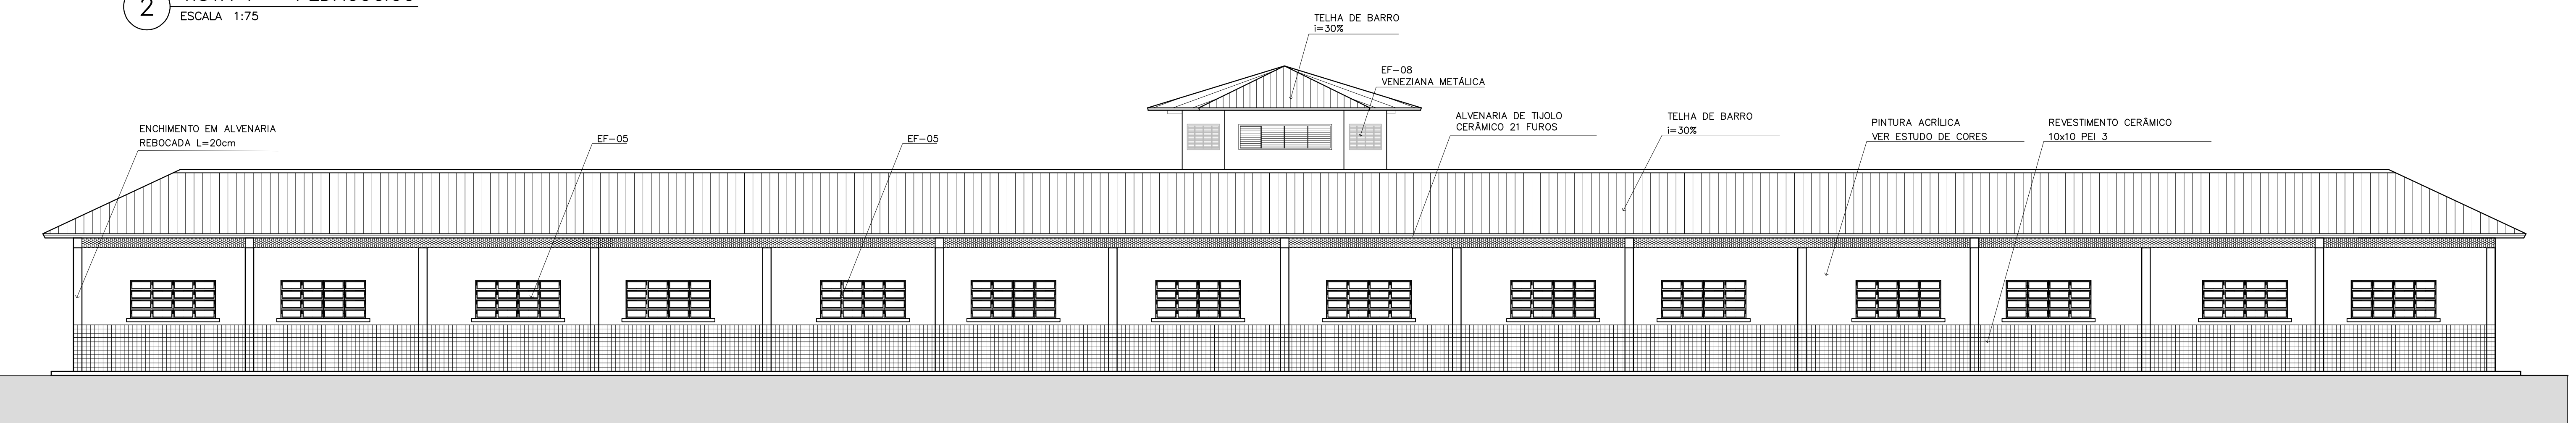 2
ESCALA 1:75
TELHA DE BARRO
i=30%
EF-08
VENEZIANA METÁLICA
ENCHIMENTO EM ALVENARIA
REBOCADA L=20cm
EF-05
EF-05
ALVENARIA DE TIJOLO
CERÂMICO 21 FUROS
TELHA DE BARRO
i=30%
PINTURA ACRÍLICA
VER ESTUDO DE CORES
REVESTIMENTO CERÂMICO
10x10 PEI 3